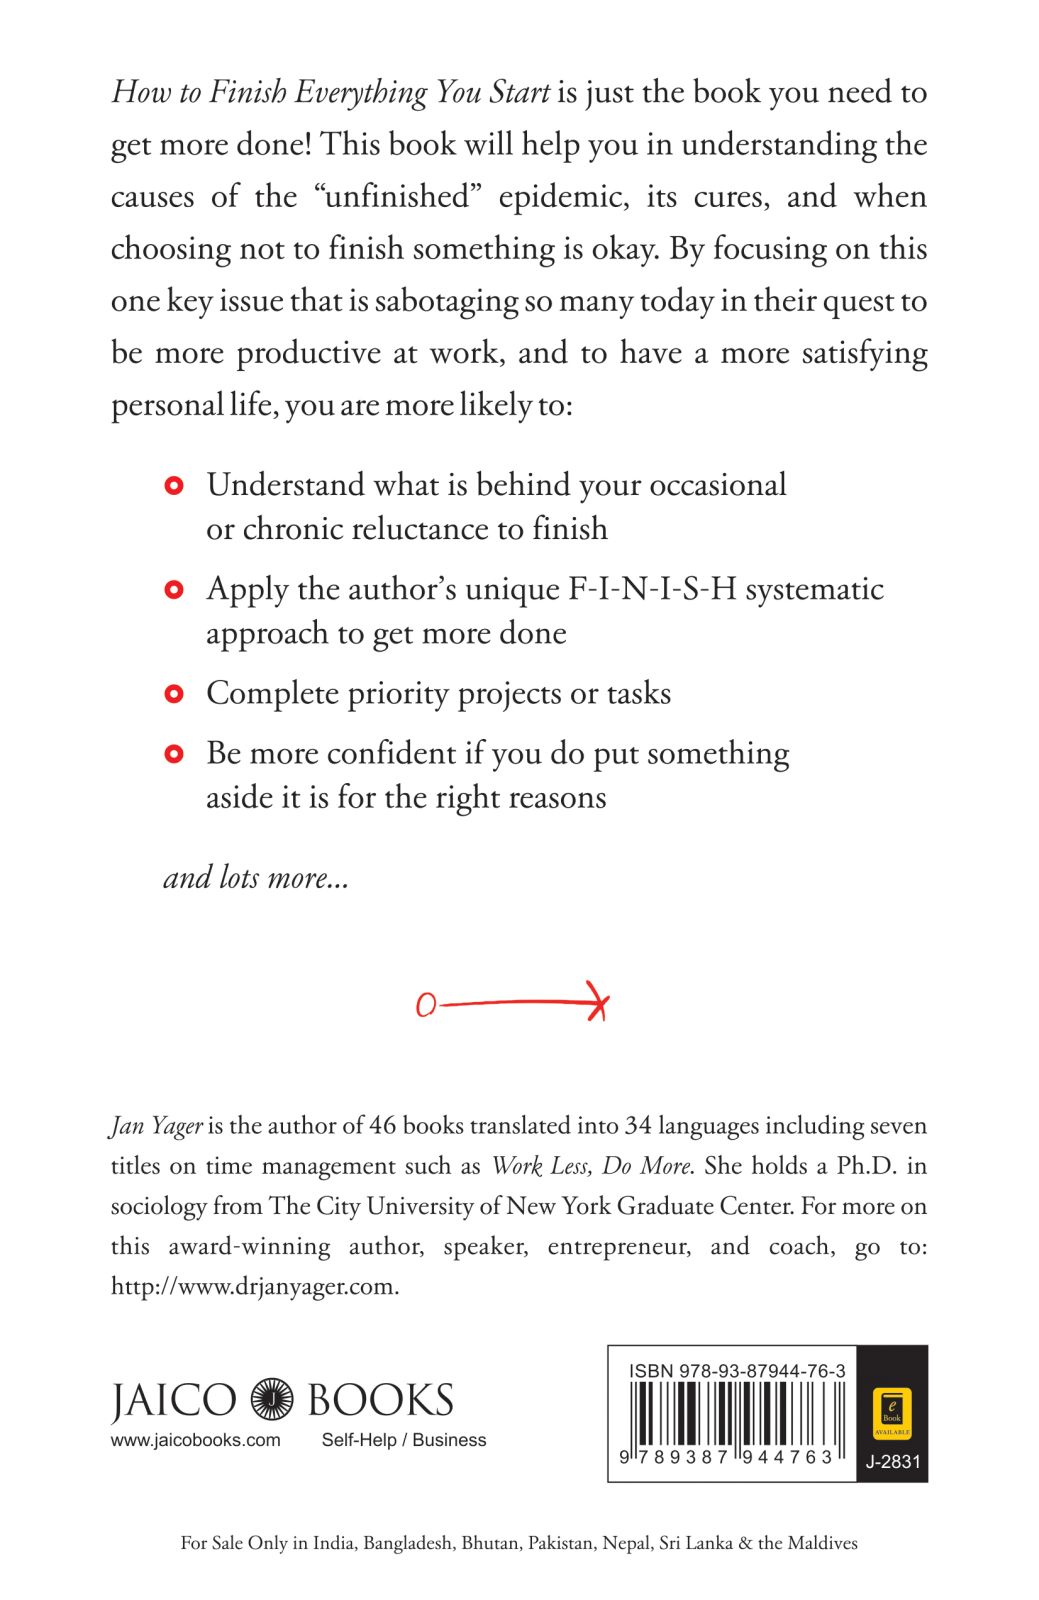 How to Finish Everything You Start is just the book you need to
get more done! This book will help you in understanding the
causes of the “unfinished” epidemic, its cures, and when
choosing not to finish something is okay. By focusing on this
one key issue that is sabotaging so many today in their quest to
be more productive at work, and to have a more satisfying
personal life, you are more likely to:
Understand what is behind your occasional
or chronic reluctance to finish
Apply the author’s unique F-I-N-I-S-H systematic
approach to get more done
Complete priority projects or tasks
Be more confident if you do put something
aside it is for the right reasons
and lots more...
Jan Yager is the author of 46 books translated into 34 languages including seven
titles on time management such as Work Less, Do More. She holds a Ph.D. in
sociology from The City University of New York Graduate Center. For more on
this award-winning author, speaker, entrepreneur, and coach, go to:
http://www.drjanyager.com.
JAICO J BOOKS
www.jaicobooks.com Self-Help / Business
ISBN 978-93-87944-76-3
9 789387 944763
e
Book
AVAILABLE
J-2831
For Sale Only in India, Bangladesh, Bhutan, Pakistan, Nepal, Sri Lanka & the Maldives